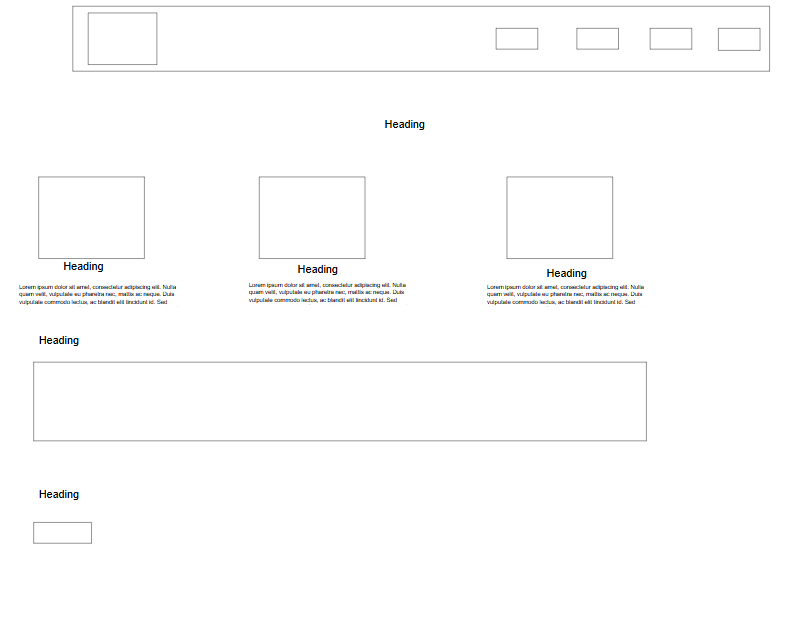 Heading
Heading
Lorem ipsum dolor sit amet, consectetur adipiscing elit. Nulla
quam velit, vulputate eu pharetra nec, mattis ac neque. Duis
vulputate commodo lectus, ac blandit elit tincidunt id. Sed
Heading
Lorem ipsum dolor sit amet, consectetur adipiscing elit. Nulla
quam velit, vulputate eu pharetra nec, mattis ac neque. Duis
vulputate commodo lectus, ac blandit elit tincidunt id. Sed
Heading
Lorem ipsum dolor sit amet, consectetur adipiscing elit. Nulla
quam velit, vulputate eu pharetra nec, mattis ac neque. Duis
vulputate commodo lectus, ac blandit elit tincidunt id. Sed
Heading
Heading